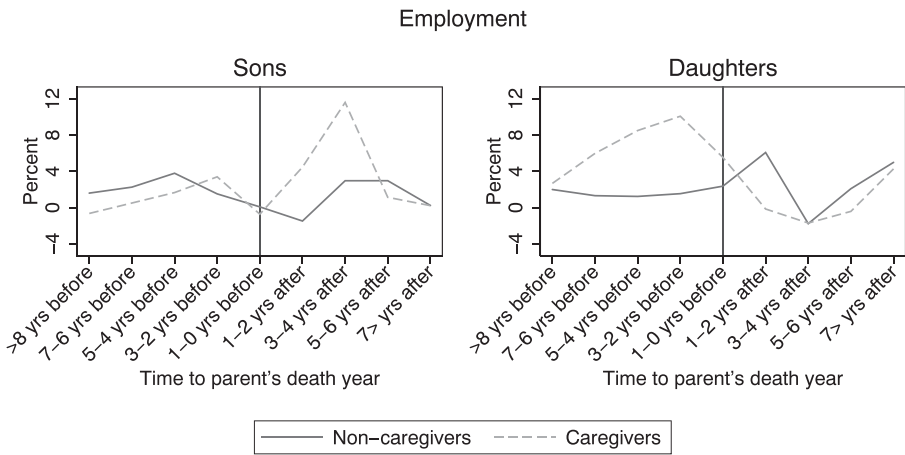 Employment
Sons
Percent
12
8
4
0
−4
>8 yrs before
7−6 yrs before
5−4 yrs before
3−2 yrs before
1−0 yrs before
1−2 yrs after
3−4 yrs after
5−6 yrs after
7> yrs after
Time to parent's death year
Daughters
Percent
12
8
4
0
−4
>8 yrs before
7−6 yrs before
5−4 yrs before
3−2 yrs before
1−0 yrs before
1−2 yrs after
3−4 yrs after
5−6 yrs after
7> yrs after
Time to parent's death year
Non−caregivers Caregivers